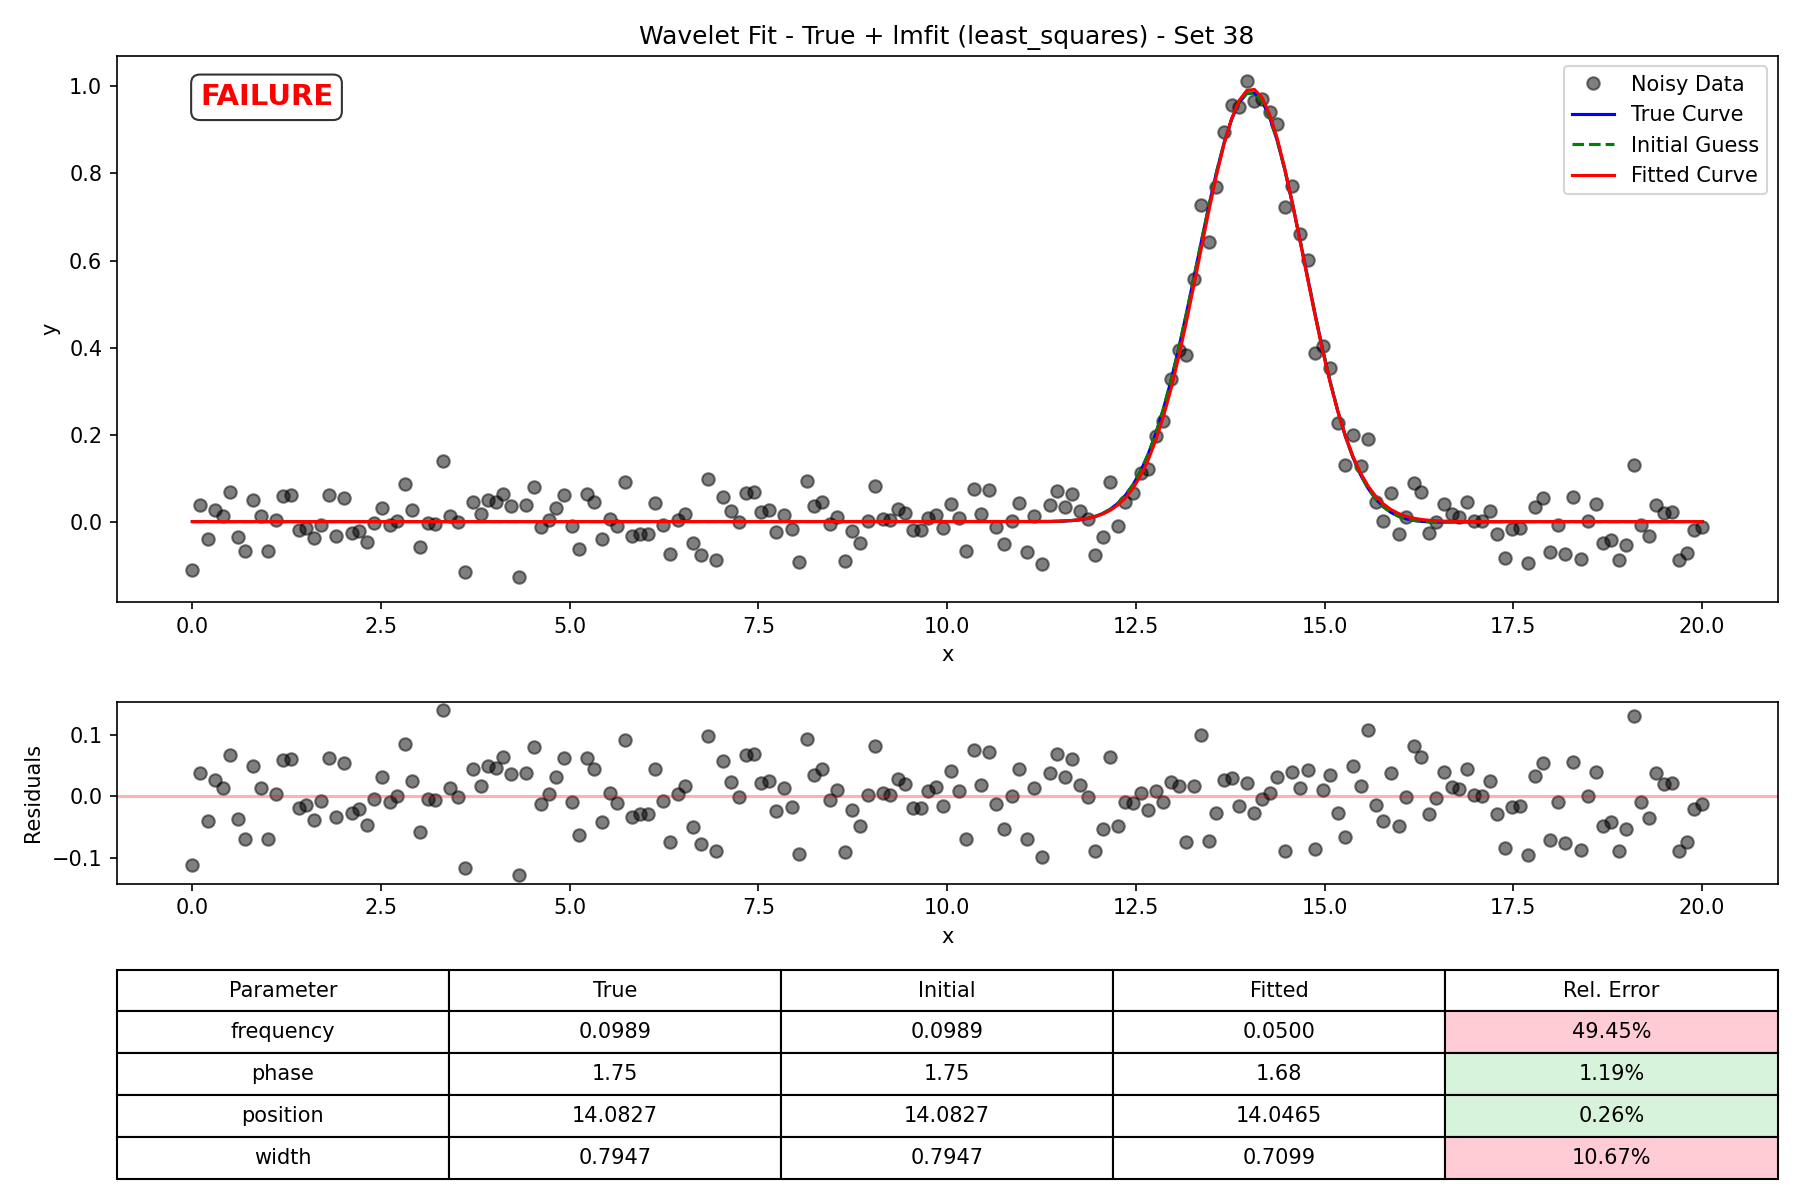 Wavelet Fit - True + lmfit (least_squares) - Set 38
FAILURE
Noisy Data
True Curve
Initial Guess
Fitted Curve
1.0
0.8
0.6
0.4
0.2
0.0
y
0.0 2.5 5.0 7.5 10.0 12.5 15.0 17.5 20.0
x
0.1
0.0
−0.1
Residuals
0.0 2.5 5.0 7.5 10.0 12.5 15.0 17.5 20.0
x
Parameter True Initial Fitted Rel. Error
frequency 0.0989 0.0989 0.0500 49.45%
phase 1.75 1.75 1.68 1.19%
position 14.0827 14.0827 14.0465 0.26%
width 0.7947 0.7947 0.7099 10.67%